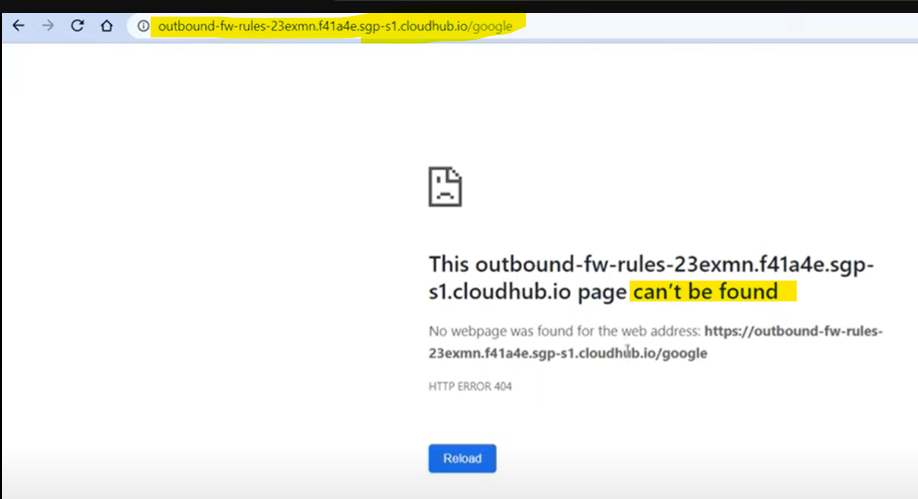 outbound-fw-rules-23exmn.f41a4e.sgp-s1.cloudhub.io/google
This outbound-fw-rules-23exmn.f41a4e.sgp-
s1.cloudhub.io page can't be found
No webpage was found for the web address: https://outbound-fw-rules-
23exmn.f41a4e.sgp-s1.cloudhub.io/google
HTTP ERROR 404
Reload